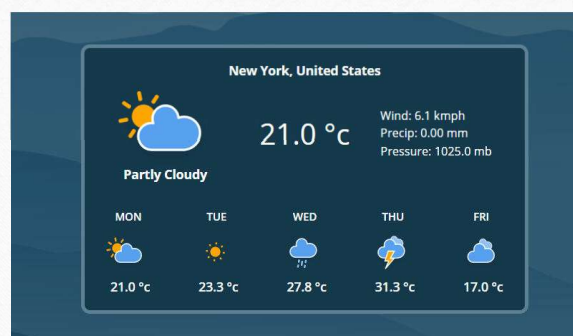 New York, United States
21.0 °c
Wind: 6.1 kmph
Precip: 0.00 mm
Pressure: 1025.0 mb
Partly Cloudy
MON TUE WED THU FRI
21.0 °c 23.3 °c 27.8 °c 31.3 °c 17.0 °c